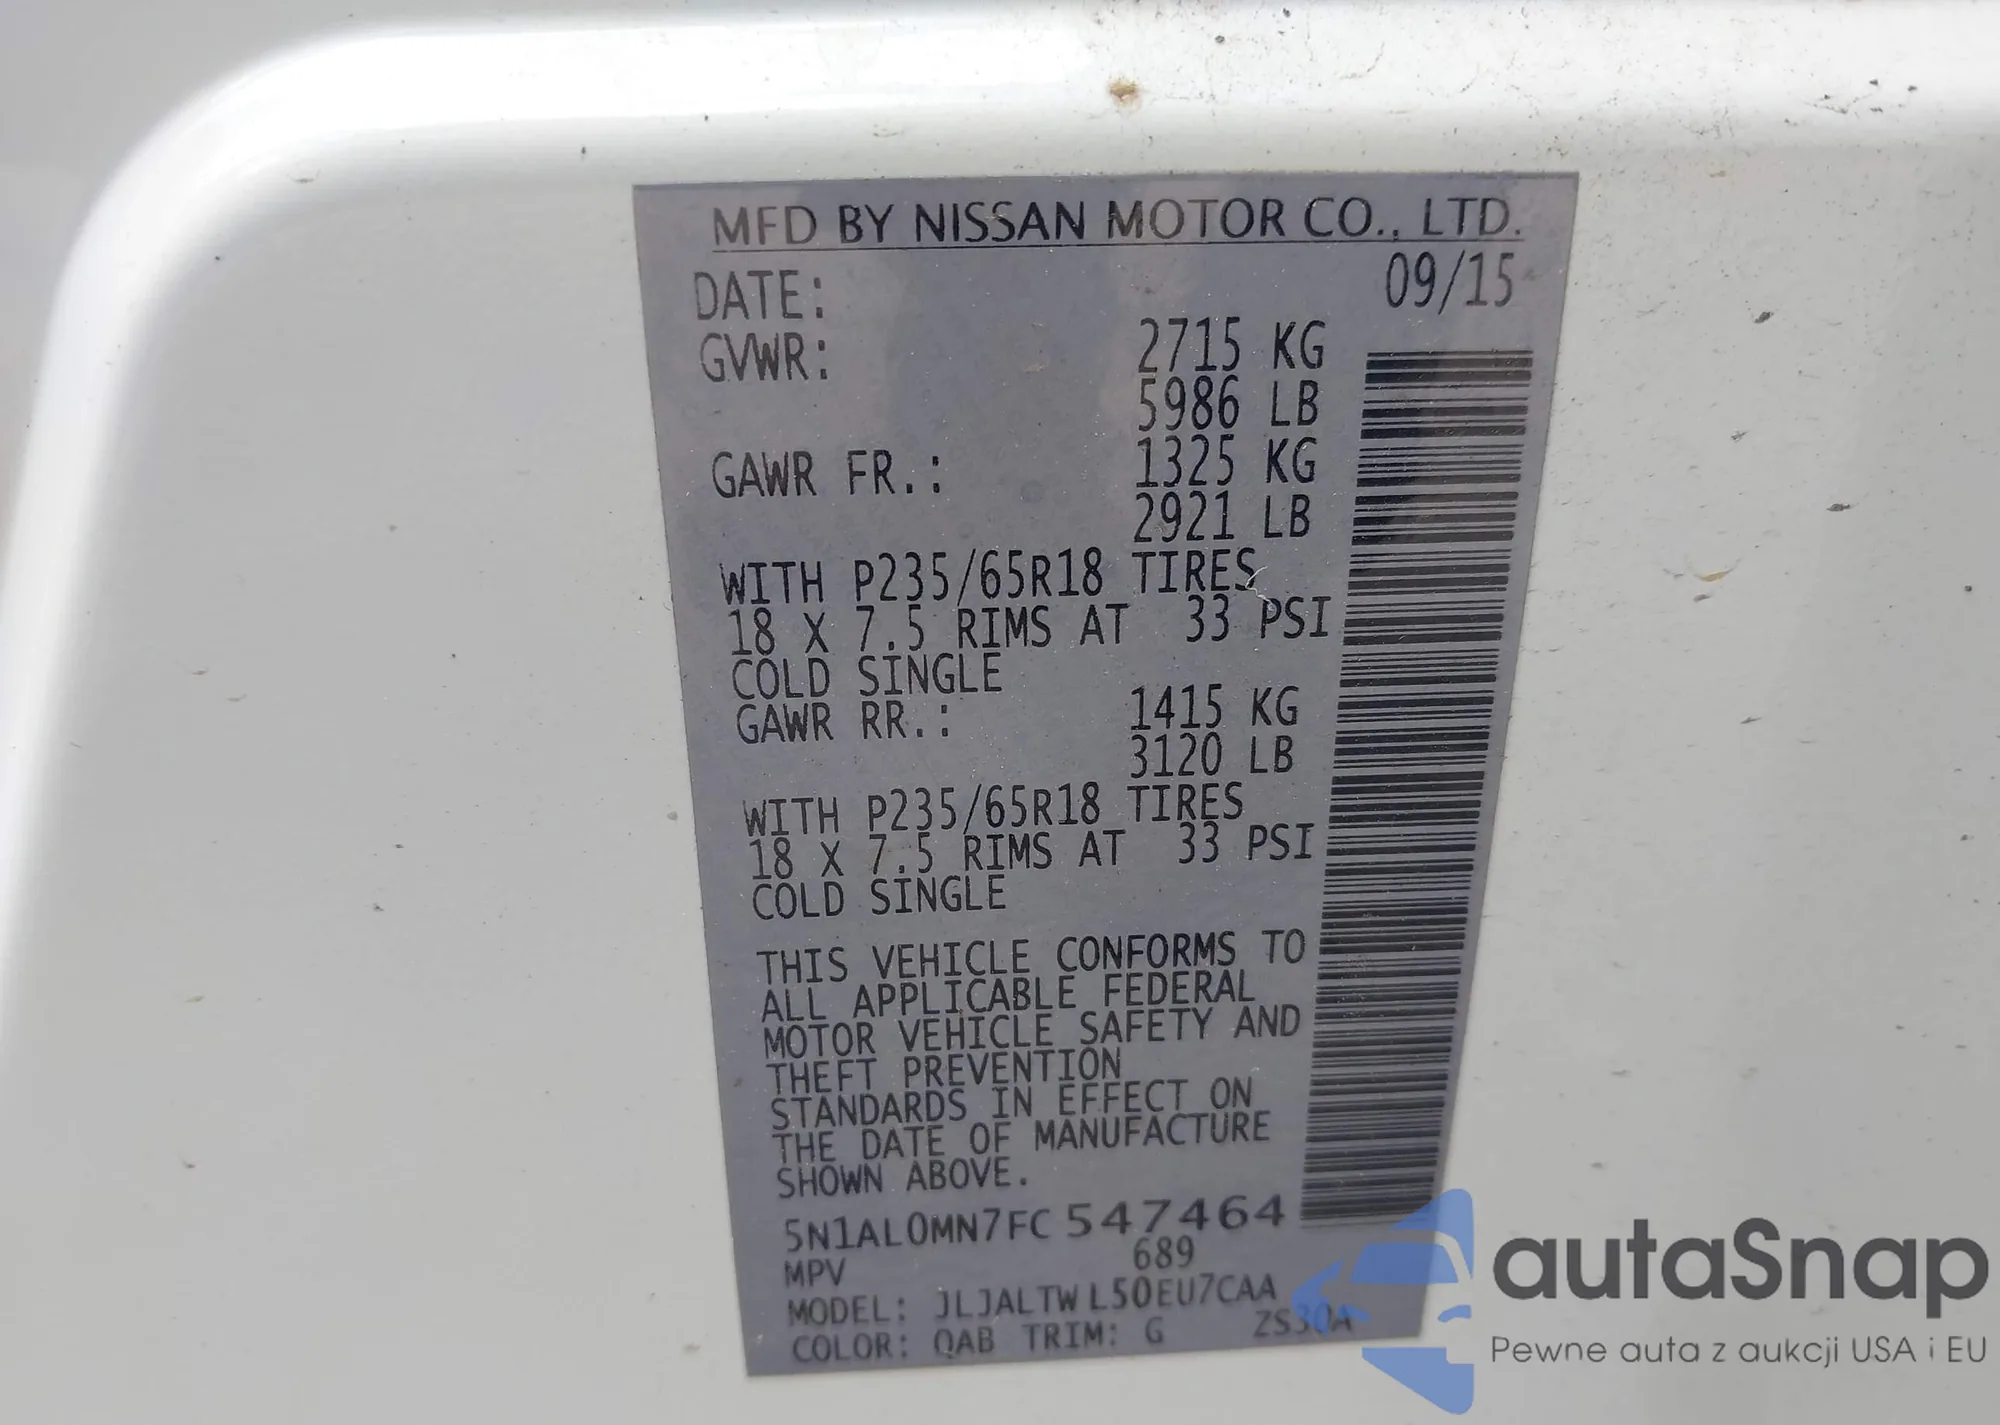 MFD BY NISSAN MOTOR CO., LTD.
DATE: 09/15
GVWR: 2715 KG
5986 LB
GAWR FR.: 1325 KG
2921 LB
WITH P235/65R18 TIRES
18 X 7.5 RIMS AT 33 PSI
COLD SINGLE
GAWR RR.: 1415 KG
3120 LB
WITH P235/65R18 TIRES
18 X 7.5 RIMS AT 33 PSI
COLD SINGLE
THIS VEHICLE CONFORMS TO
ALL APPLICABLE FEDERAL
MOTOR VEHICLE SAFETY AND
THEFT PREVENTION
STANDARDS IN EFFECT ON
THE DATE OF MANUFACTURE
SHOWN ABOVE.
5N1AL0MN7FC547464
MPV 689
MODEL: JLJALTWL50EU7CAA
COLOR: QAB TRIM: G ZS30A
autaSnap
Pewne auta z aukcji USA i EU